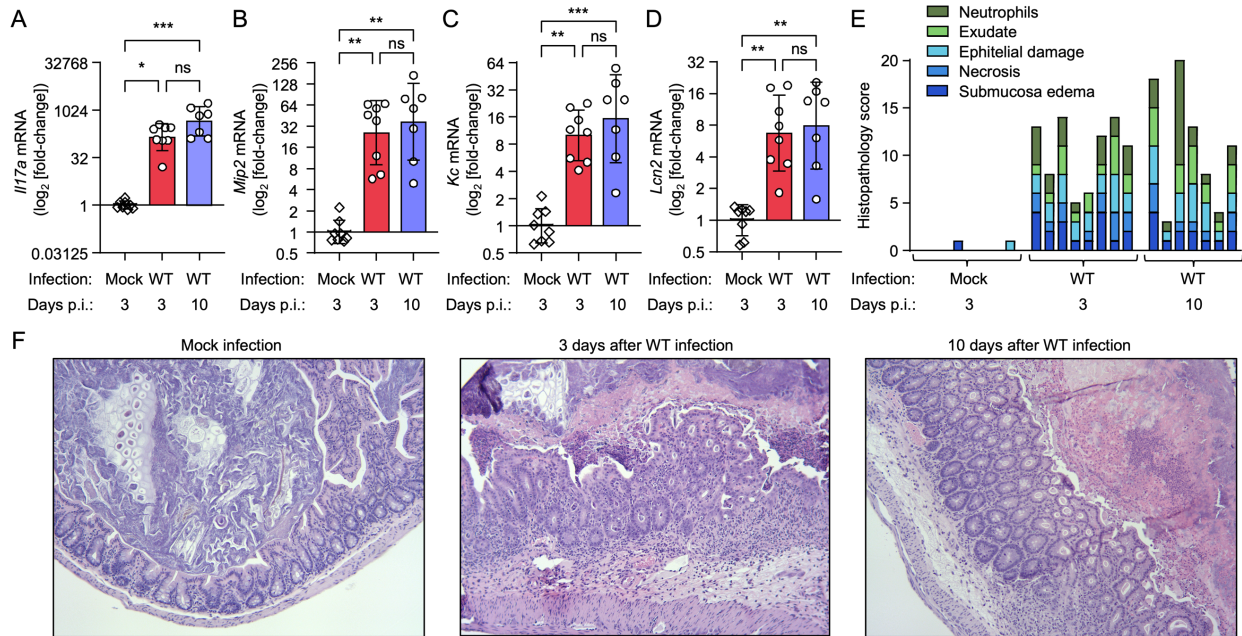 A
***
*
ns
32768
1024
32
1
0.03125
Il17a mRNA
(log2 [fold-change])
Infection: Mock WT WT
Days p.i.: 3 3 10
B
**
**
ns
256
128
64
32
16
8
4
2
1
0.5
Mip2 mRNA
(log2 [fold-change])
Infection: Mock WT WT
Days p.i.: 3 3 10
C
***
**
ns
64
32
16
8
4
2
1
0.5
Kc mRNA
(log2 [fold-change])
Infection: Mock WT WT
Days p.i.: 3 3 10
D
**
**
ns
32
16
8
4
2
1
0.5
Lcn2 mRNA
(log2 [fold-change])
Infection: Mock WT WT
Days p.i.: 3 3 10
E
Neutrophils
Exudate
Ephitelial damage
Necrosis
Submucosa edema
20
15
10
5
0
Histopathology score
Infection: Mock WT WT
Days p.i.: 3 3 10
F
Mock infection
3 days after WT infection
10 days after WT infection